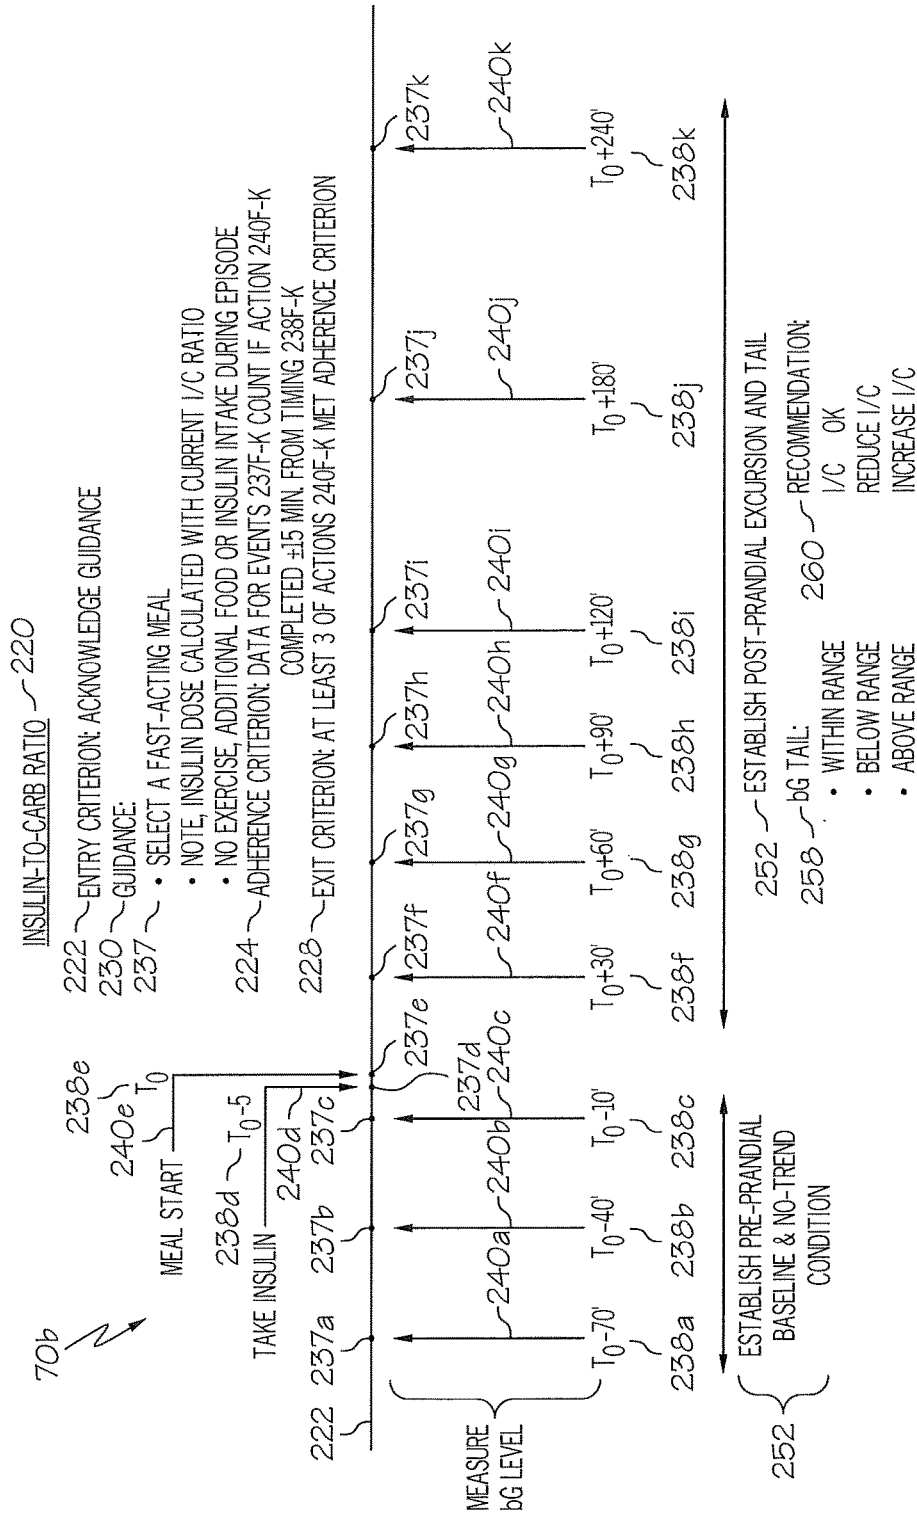 INSULIN-TO-CARB RATIO 220
222 ENTRY CRITERION: ACKNOWLEDGE GUIDANCE
230 GUIDANCE:
237 • SELECT A FAST-ACTING MEAL
• NOTE, INSULIN DOSE CALCULATED WITH CURRENT I/C RATIO
• NO EXERCISE, ADDITIONAL FOOD OR INSULIN INTAKE DURING EPISODE
224 ADHERENCE CRITERION: DATA FOR EVENTS 237F-K COUNT IF ACTION 240F-K
COMPLETED ±15 MIN. FROM TIMING 238F-K
228 EXIT CRITERION: AT LEAST 3 OF ACTIONS 240F-K MET ADHERENCE CRITERION
70b
238e
240e T0
MEAL START
238d T0-5
TAKE INSULIN 240d
222 237a 237b 237c 237d 237e 237f 237g 237h 237i 237j 237k
MEASURE
bG LEVEL
240a 240b 240c 240f 240g 240h 240i 240j 240k
T0-70' T0-40' T0-10' T0+30' T0+60' T0+90' T0+120' T0+180' T0+240'
238a 238b 238c 238f 238g 238h 238i 238j 238k
ESTABLISH PRE-PRANDIAL
BASELINE & NO-TREND
CONDITION
252
252 ESTABLISH POST-PRANDIAL EXCURSION AND TAIL
258 bG TAIL: 260 RECOMMENDATION:
• WITHIN RANGE I/C OK
• BELOW RANGE REDUCE I/C
• ABOVE RANGE INCREASE I/C